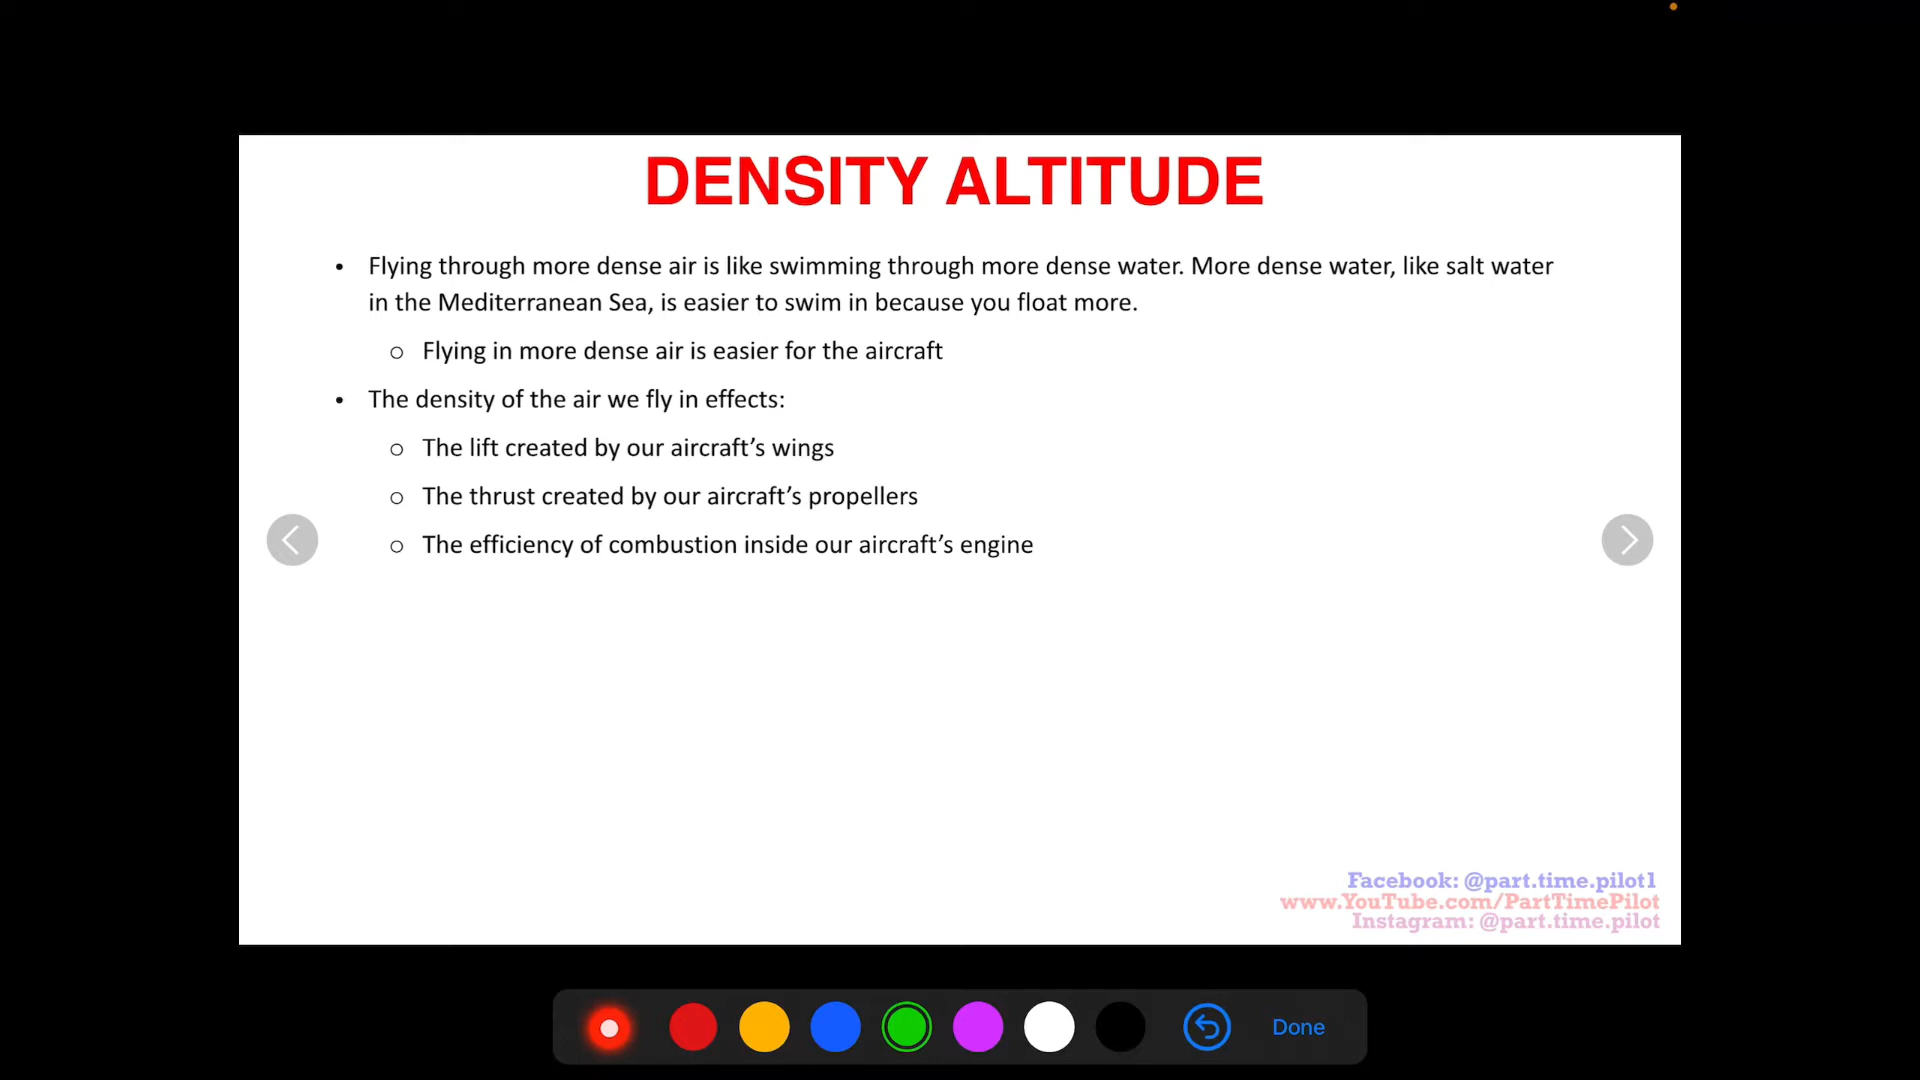 DENSITY ALTITUDE
• Flying through more dense air is like swimming through more dense water. More dense water, like salt water
in the Mediterranean Sea, is easier to swim in because you float more.
○ Flying in more dense air is easier for the aircraft
• The density of the air we fly in effects:
○ The lift created by our aircraft’s wings
○ The thrust created by our aircraft’s propellers
○ The efficiency of combustion inside our aircraft’s engine
Facebook: @part.time.pilot1
www.YouTube.com/PartTimePilot
Instagram: @part.time.pilot
Done